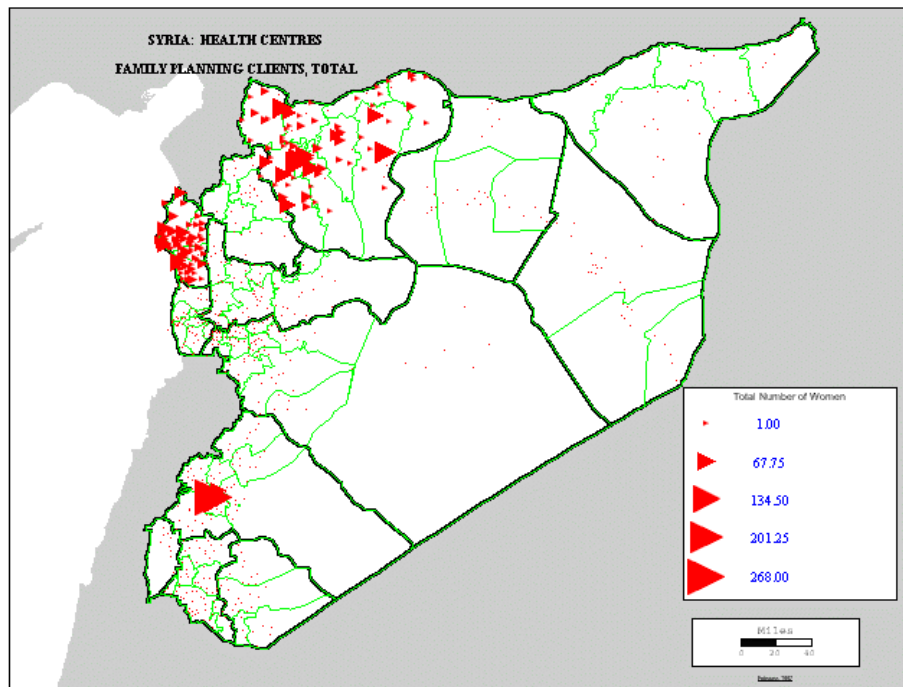 SYRIA: HEALTH CENTRES
FAMILY PLANNING CLIENTS, TOTAL
Total Number of Women
1.00
67.75
134.50
201.25
268.00
Miles
0 20 40